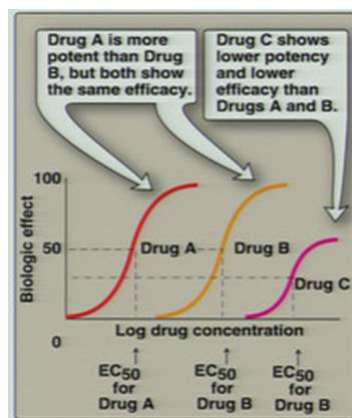 Drug A is more
potent than Drug
B, but both show
the same efficacy.
Drug C shows
lower potency
and lower
efficacy than
Drugs A and B.
100
Biologic effect
50
Drug A
Drug B
Drug C
0
Log drug concentration
EC50
for
Drug A
EC50
for
Drug B
EC50
for
Drug B